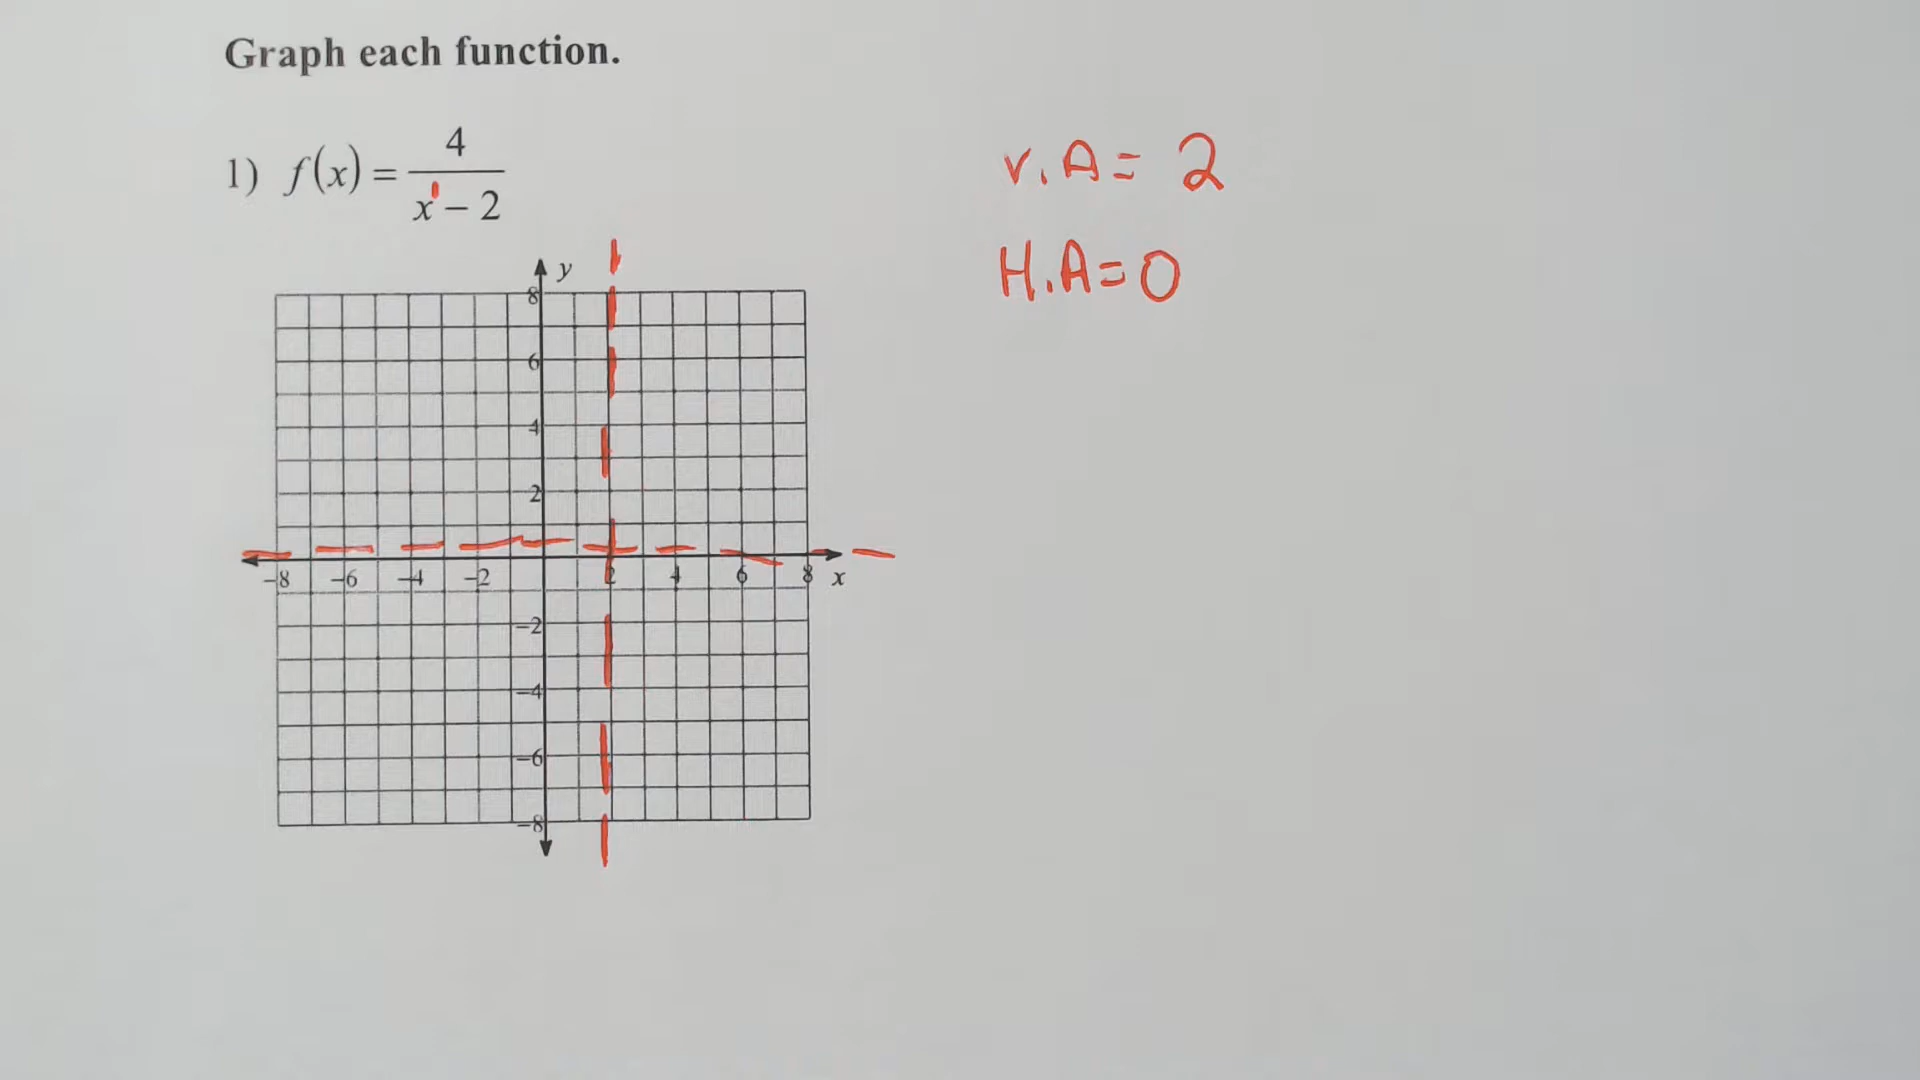 Graph each function.
1) f(x) = 4 / (x - 2)
V.A = 2
H.A = 0
y
8
6
4
2
-8 -6 -4 -2 2 4 6 8 x
-2
-4
-6
-8